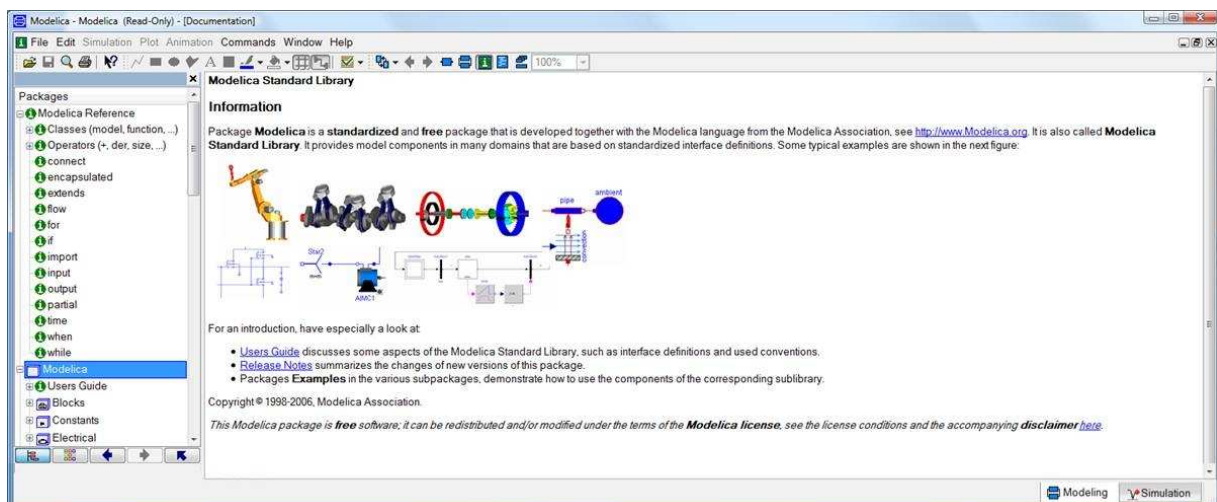 Modelica - Modelica (Read-Only) - [Documentation]
File Edit Simulation Plot Animation Commands Window Help
100%
Packages
Modelica Reference
Classes (model, function, ...)
Operators (+, der, size, ...)
connect
encapsulated
extends
flow
for
if
import
input
output
partial
time
when
while
Modelica
Users Guide
Blocks
Constants
Electrical
Modelica Standard Library
Information
Package Modelica is a standardized and free package that is developed together with the Modelica language from the Modelica Association, see http://www.Modelica.org. It is also called Modelica
Standard Library. It provides model components in many domains that are based on standardized interface definitions. Some typical examples are shown in the next figure:
pipe
ambient
convection
Star2
AIMC1
For an introduction, have especially a look at:
• Users Guide discusses some aspects of the Modelica Standard Library, such as interface definitions and used conventions.
• Release Notes summarizes the changes of new versions of this package.
• Packages Examples in the various subpackages, demonstrate how to use the components of the corresponding sublibrary.
Copyright © 1998-2006, Modelica Association.
This Modelica package is free software; it can be redistributed and/or modified under the terms of the Modelica license, see the license conditions and the accompanying disclaimer here.
Modeling
Simulation